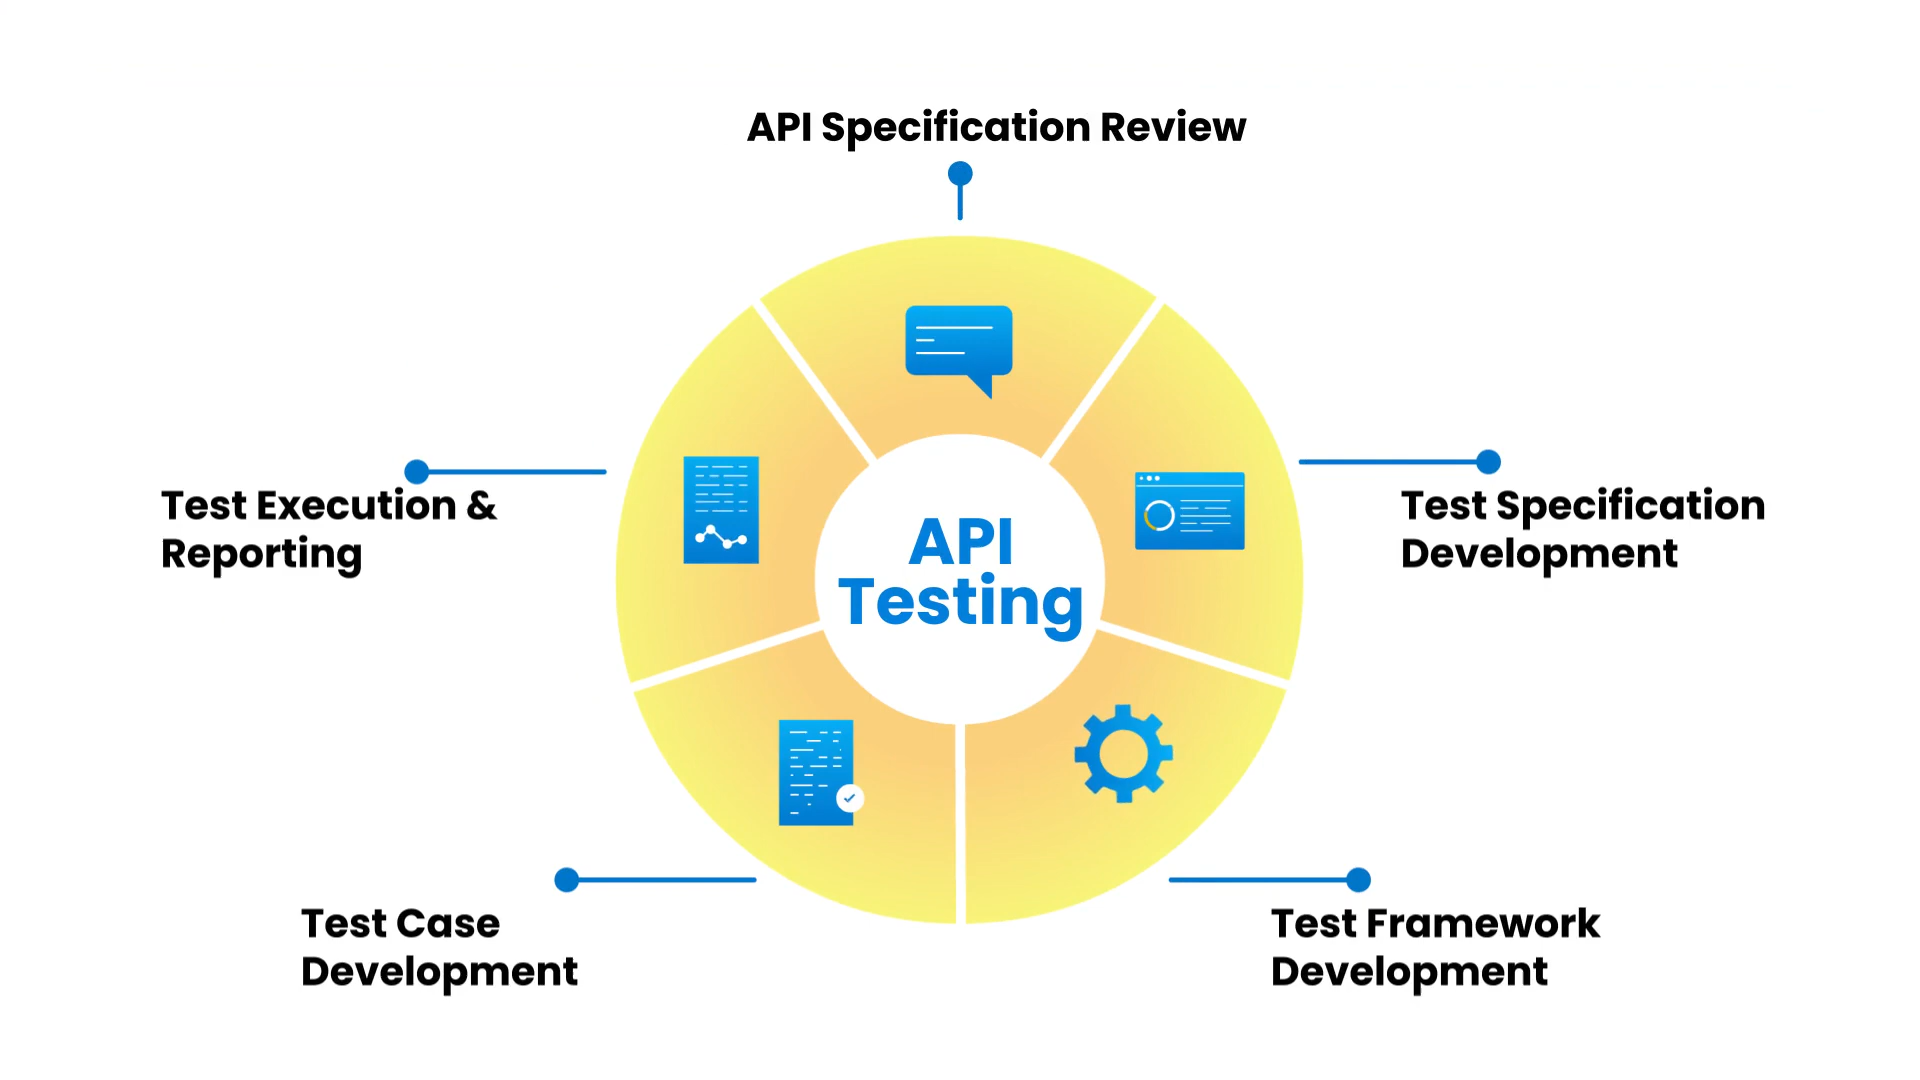 API Specification Review
Test Execution &
Reporting
API
Testing
Test Specification
Development
Test Case
Development
Test Framework
Development